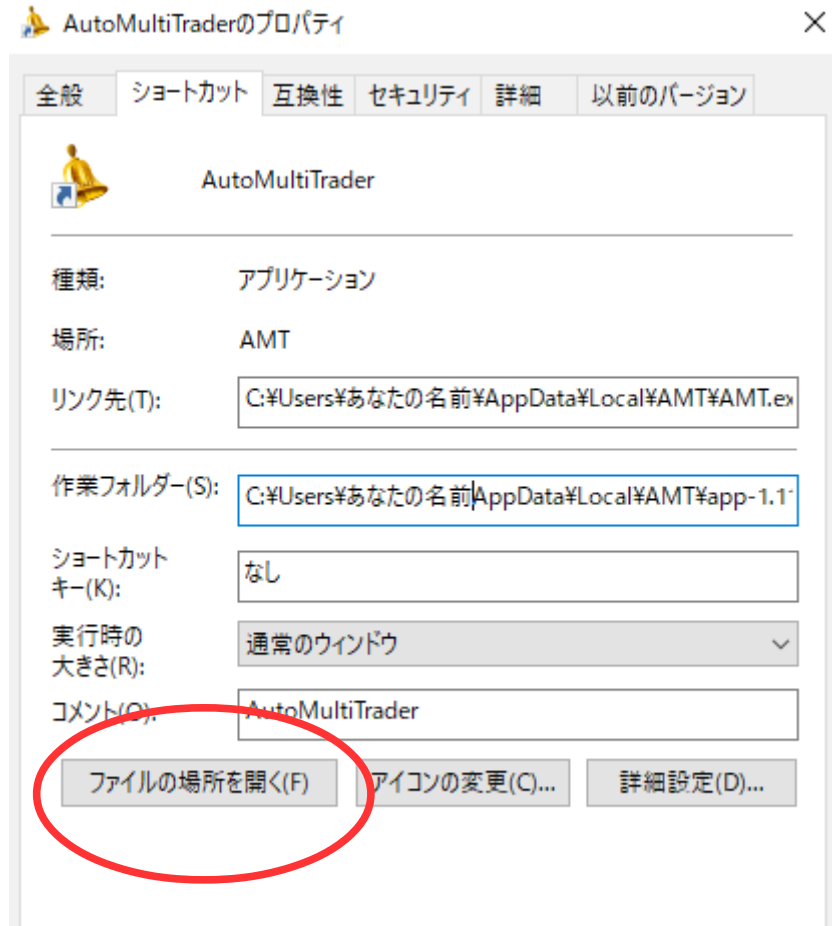 AutoMultiTraderのプロパティ
全般 ショートカット 互換性 セキュリティ 詳細 以前のバージョン
AutoMultiTrader
種類: アプリケーション
場所: AMT
リンク先(T): C:¥Users¥あなたの名前¥AppData¥Local¥AMT¥AMT.ex
作業フォルダー(S): C:¥Users¥あなたの名前AppData¥Local¥AMT¥app-1.1
ショートカット
キー(K): なし
実行時の
大きさ(R): 通常のウィンドウ
コメント(O): AutoMultiTrader
ファイルの場所を開く(F) アイコンの変更(C)... 詳細設定(D)...